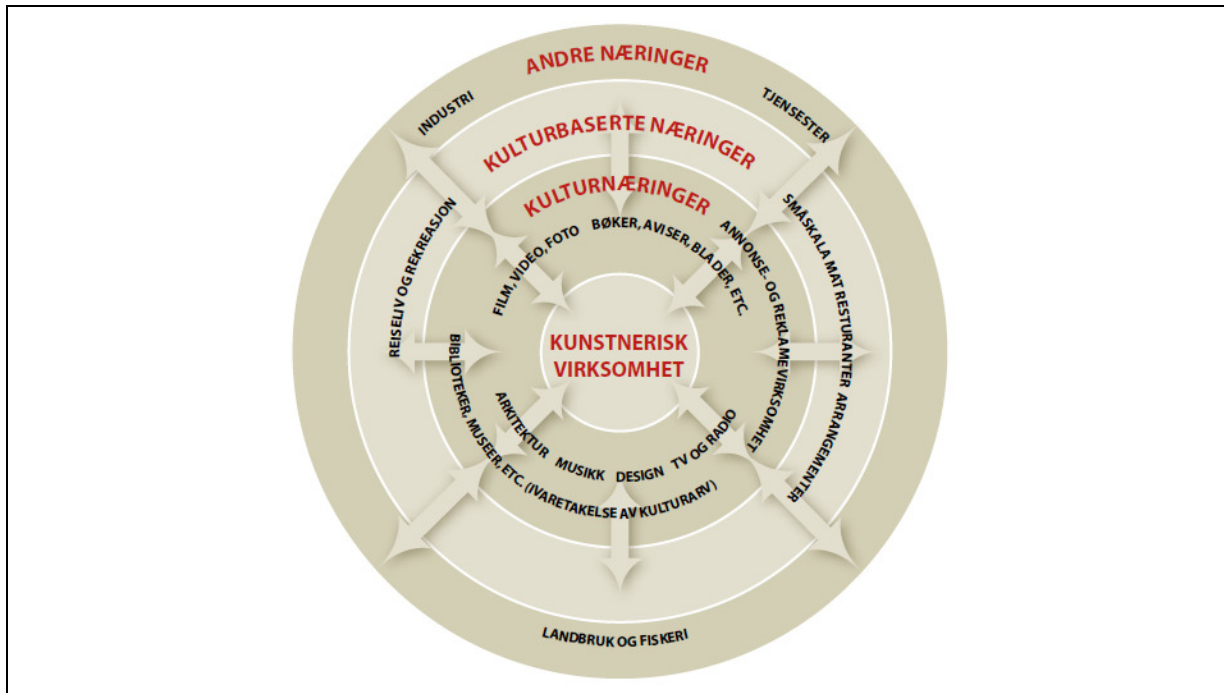 ANDRE NÆRINGER
INDUSTRI
TJENSESTER
KULTURBASERTE NÆRINGER
KULTURNÆRINGER
REISELIV OG REKREASJON
FILM, VIDEO, FOTO
BØKER, AVISER, BLADER, ETC.
ANNONSE- OG REKLAMEVIRKSOMHET
SMÅSKALA MAT RESTURANTER ARRANGEMENTER
KUNSTNERISK
VIRKSOMHET
BIBLIOTEKER, MUSEER, ETC. (IVARETAKELSE AV KULTURARV)
ARKITEKTUR
MUSIKK
DESIGN
TV OG RADIO
LANDBRUK OG FISKERI